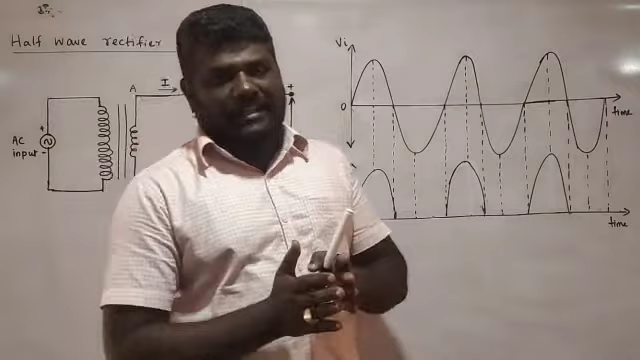 Half wave rectifier
A
I
+
AC
input
+
-
Vi
0
time
time